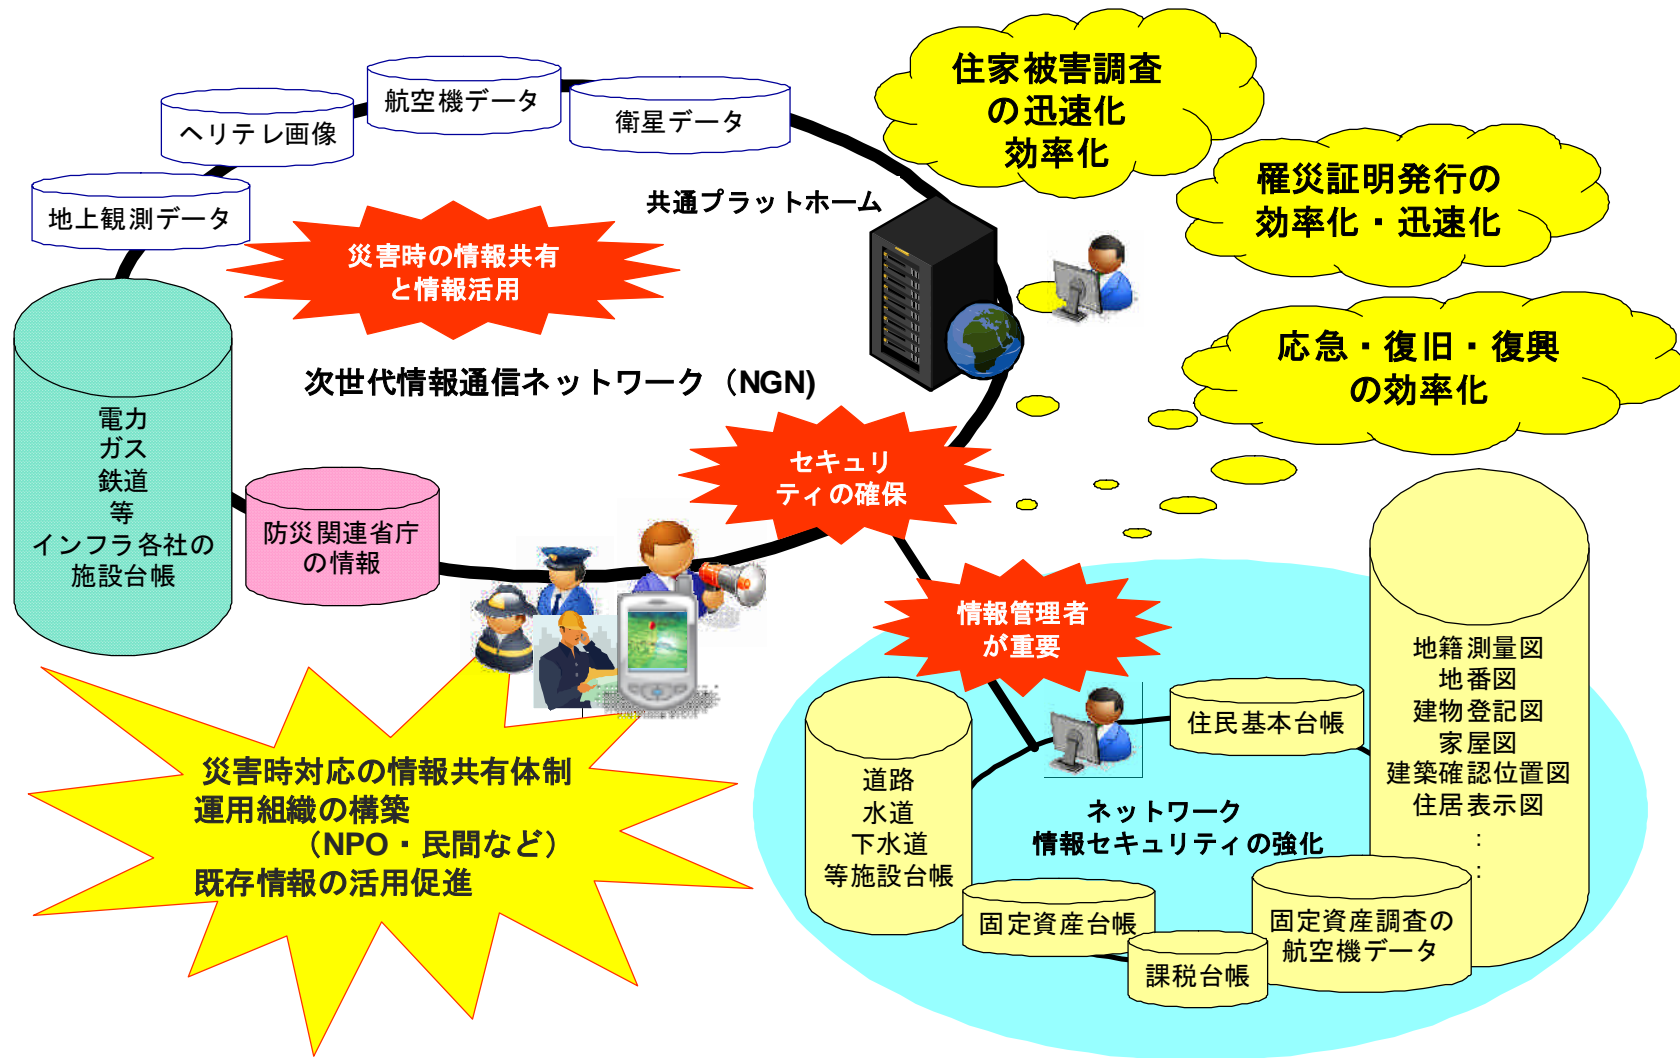 住家被害調査
の迅速化
効率化
航空機データ
衛星データ
ヘリテレ画像
地上観測データ
罹災証明発行の
効率化・迅速化
共通プラットホーム
災害時の情報共有
と情報活用
応急・復旧・復興
の効率化
次世代情報通信ネットワーク（NGN)
電力
ガス
鉄道
等
インフラ各社の
施設台帳
セキュリ
ティの確保
防災関連省庁
の情報
情報管理者
が重要
地籍測量図
地番図
建物登記図
家屋図
建築確認位置図
住居表示図
：
：
住民基本台帳
災害時対応の情報共有体制
運用組織の構築
（NPO・民間など）
既存情報の活用促進
道路
水道
下水道
等施設台帳
ネットワーク
情報セキュリティの強化
固定資産台帳
固定資産調査の
航空機データ
課税台帳